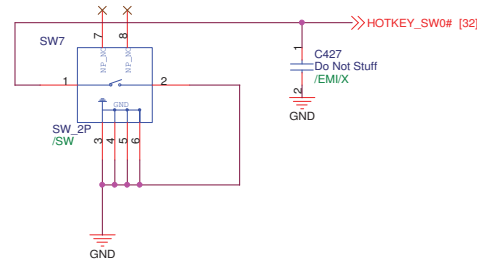 HOTKEY_SW0# [32]
SW7
7
8
NP_NC
NP_NC
1
2
GND
SW_2P
/SW
3
4
5
6
GND
1
C427
Do Not Stuff
/EMI/X
2
GND